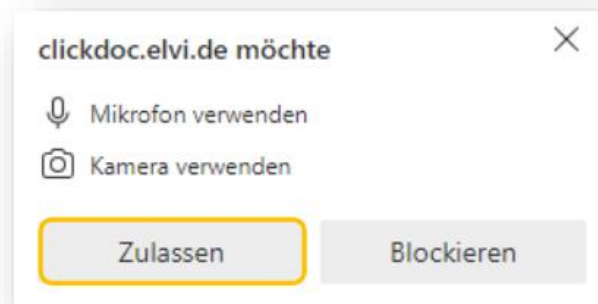 clickdoc.elvi.de möchte
Mikrofon verwenden
Kamera verwenden
Zulassen Blockieren